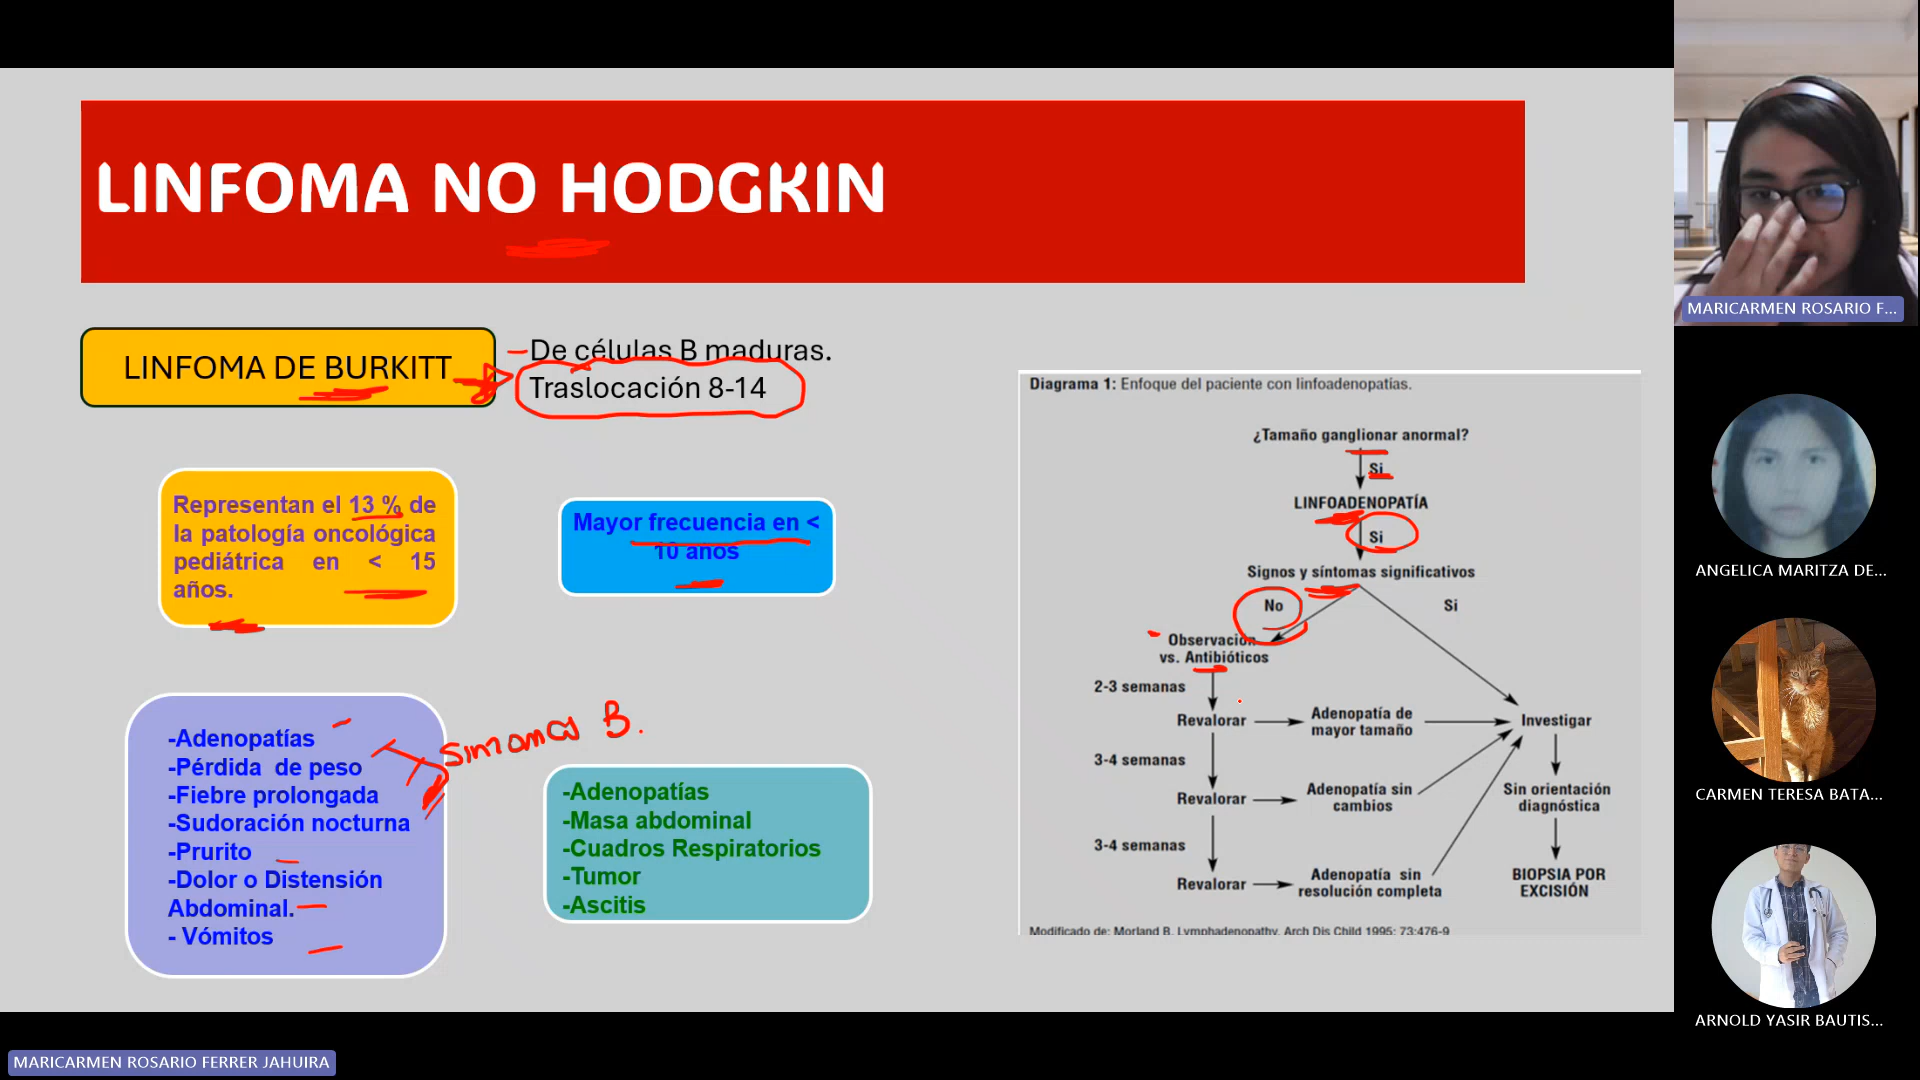 LINFOMA NO HODGKIN
LINFOMA DE BURKITT
De células B maduras.
Traslocación 8-14
Representan el 13 % de
la patología oncológica
pediátrica en < 15
años.
Mayor frecuencia en <
10 años
-Adenopatías
-Pérdida de peso
-Fiebre prolongada
-Sudoración nocturna
-Prurito
-Dolor o Distensión
Abdominal.
- Vómitos
B.
-Adenopatías
-Masa abdominal
-Cuadros Respiratorios
-Tumor
-Ascitis
Diagrama 1: Enfoque del paciente con linfoadenopatías.
¿Tamaño ganglionar anormal?
Si
LINFOADENOPATÍA
Si
Signos y síntomas significativos
No
Si
Observación
vs. Antibióticos
2-3 semanas
Revalorar
Adenopatía de
mayor tamaño
Investigar
3-4 semanas
Revalorar
Adenopatía sin
cambios
Sin orientación
diagnóstica
3-4 semanas
Revalorar
Adenopatía sin
resolución completa
BIOPSIA POR
EXCISIÓN
Modificado de: Morland B. Lymphadenopathy. Arch Dis Child 1995; 73:476-9
MARICARMEN ROSARIO F...
ANGELICA MARITZA DE...
CARMEN TERESA BATA...
ARNOLD YASIR BAUTIS...
MARICARMEN ROSARIO FERRER JAHUIRA